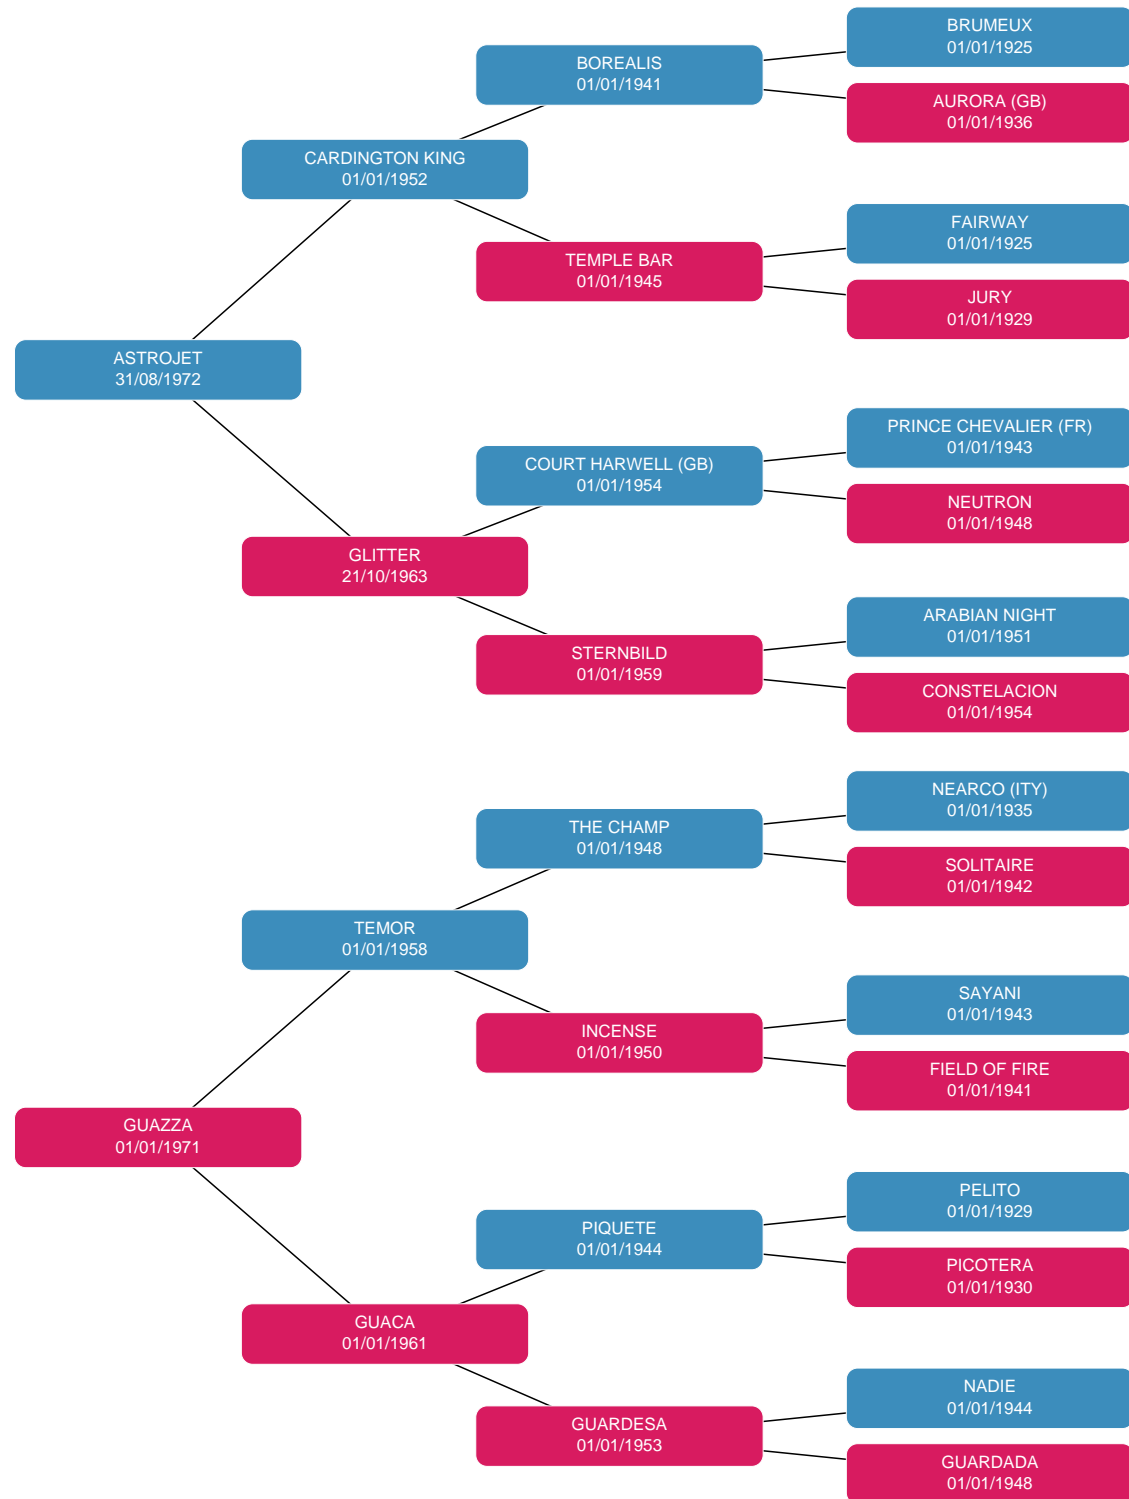 BRUMEUX
01/01/1925
BOREALIS
01/01/1941
AURORA (GB)
01/01/1936
CARDINGTON KING
01/01/1952
FAIRWAY
01/01/1925
TEMPLE BAR
01/01/1945
JURY
01/01/1929
ASTROJET
31/08/1972
PRINCE CHEVALIER (FR)
01/01/1943
COURT HARWELL (GB)
01/01/1954
NEUTRON
01/01/1948
GLITTER
21/10/1963
ARABIAN NIGHT
01/01/1951
STERNBILD
01/01/1959
CONSTELACION
01/01/1954
NEARCO (ITY)
01/01/1935
THE CHAMP
01/01/1948
SOLITAIRE
01/01/1942
TEMOR
01/01/1958
SAYANI
01/01/1943
INCENSE
01/01/1950
FIELD OF FIRE
01/01/1941
GUAZZA
01/01/1971
PELITO
01/01/1929
PIQUETE
01/01/1944
PICOTERA
01/01/1930
GUACA
01/01/1961
NADIE
01/01/1944
GUARDESA
01/01/1953
GUARDADA
01/01/1948